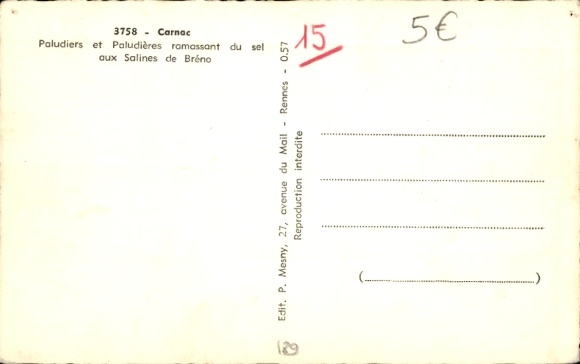 3758 - Carnac
Paludiers et Paludières ramassant du sel
aux Salines de Bréno
Edit. P. Mesny, 27, avenue du Mail - Rennes - 0.57
Reproduction interdite
15
5€
(
)
189